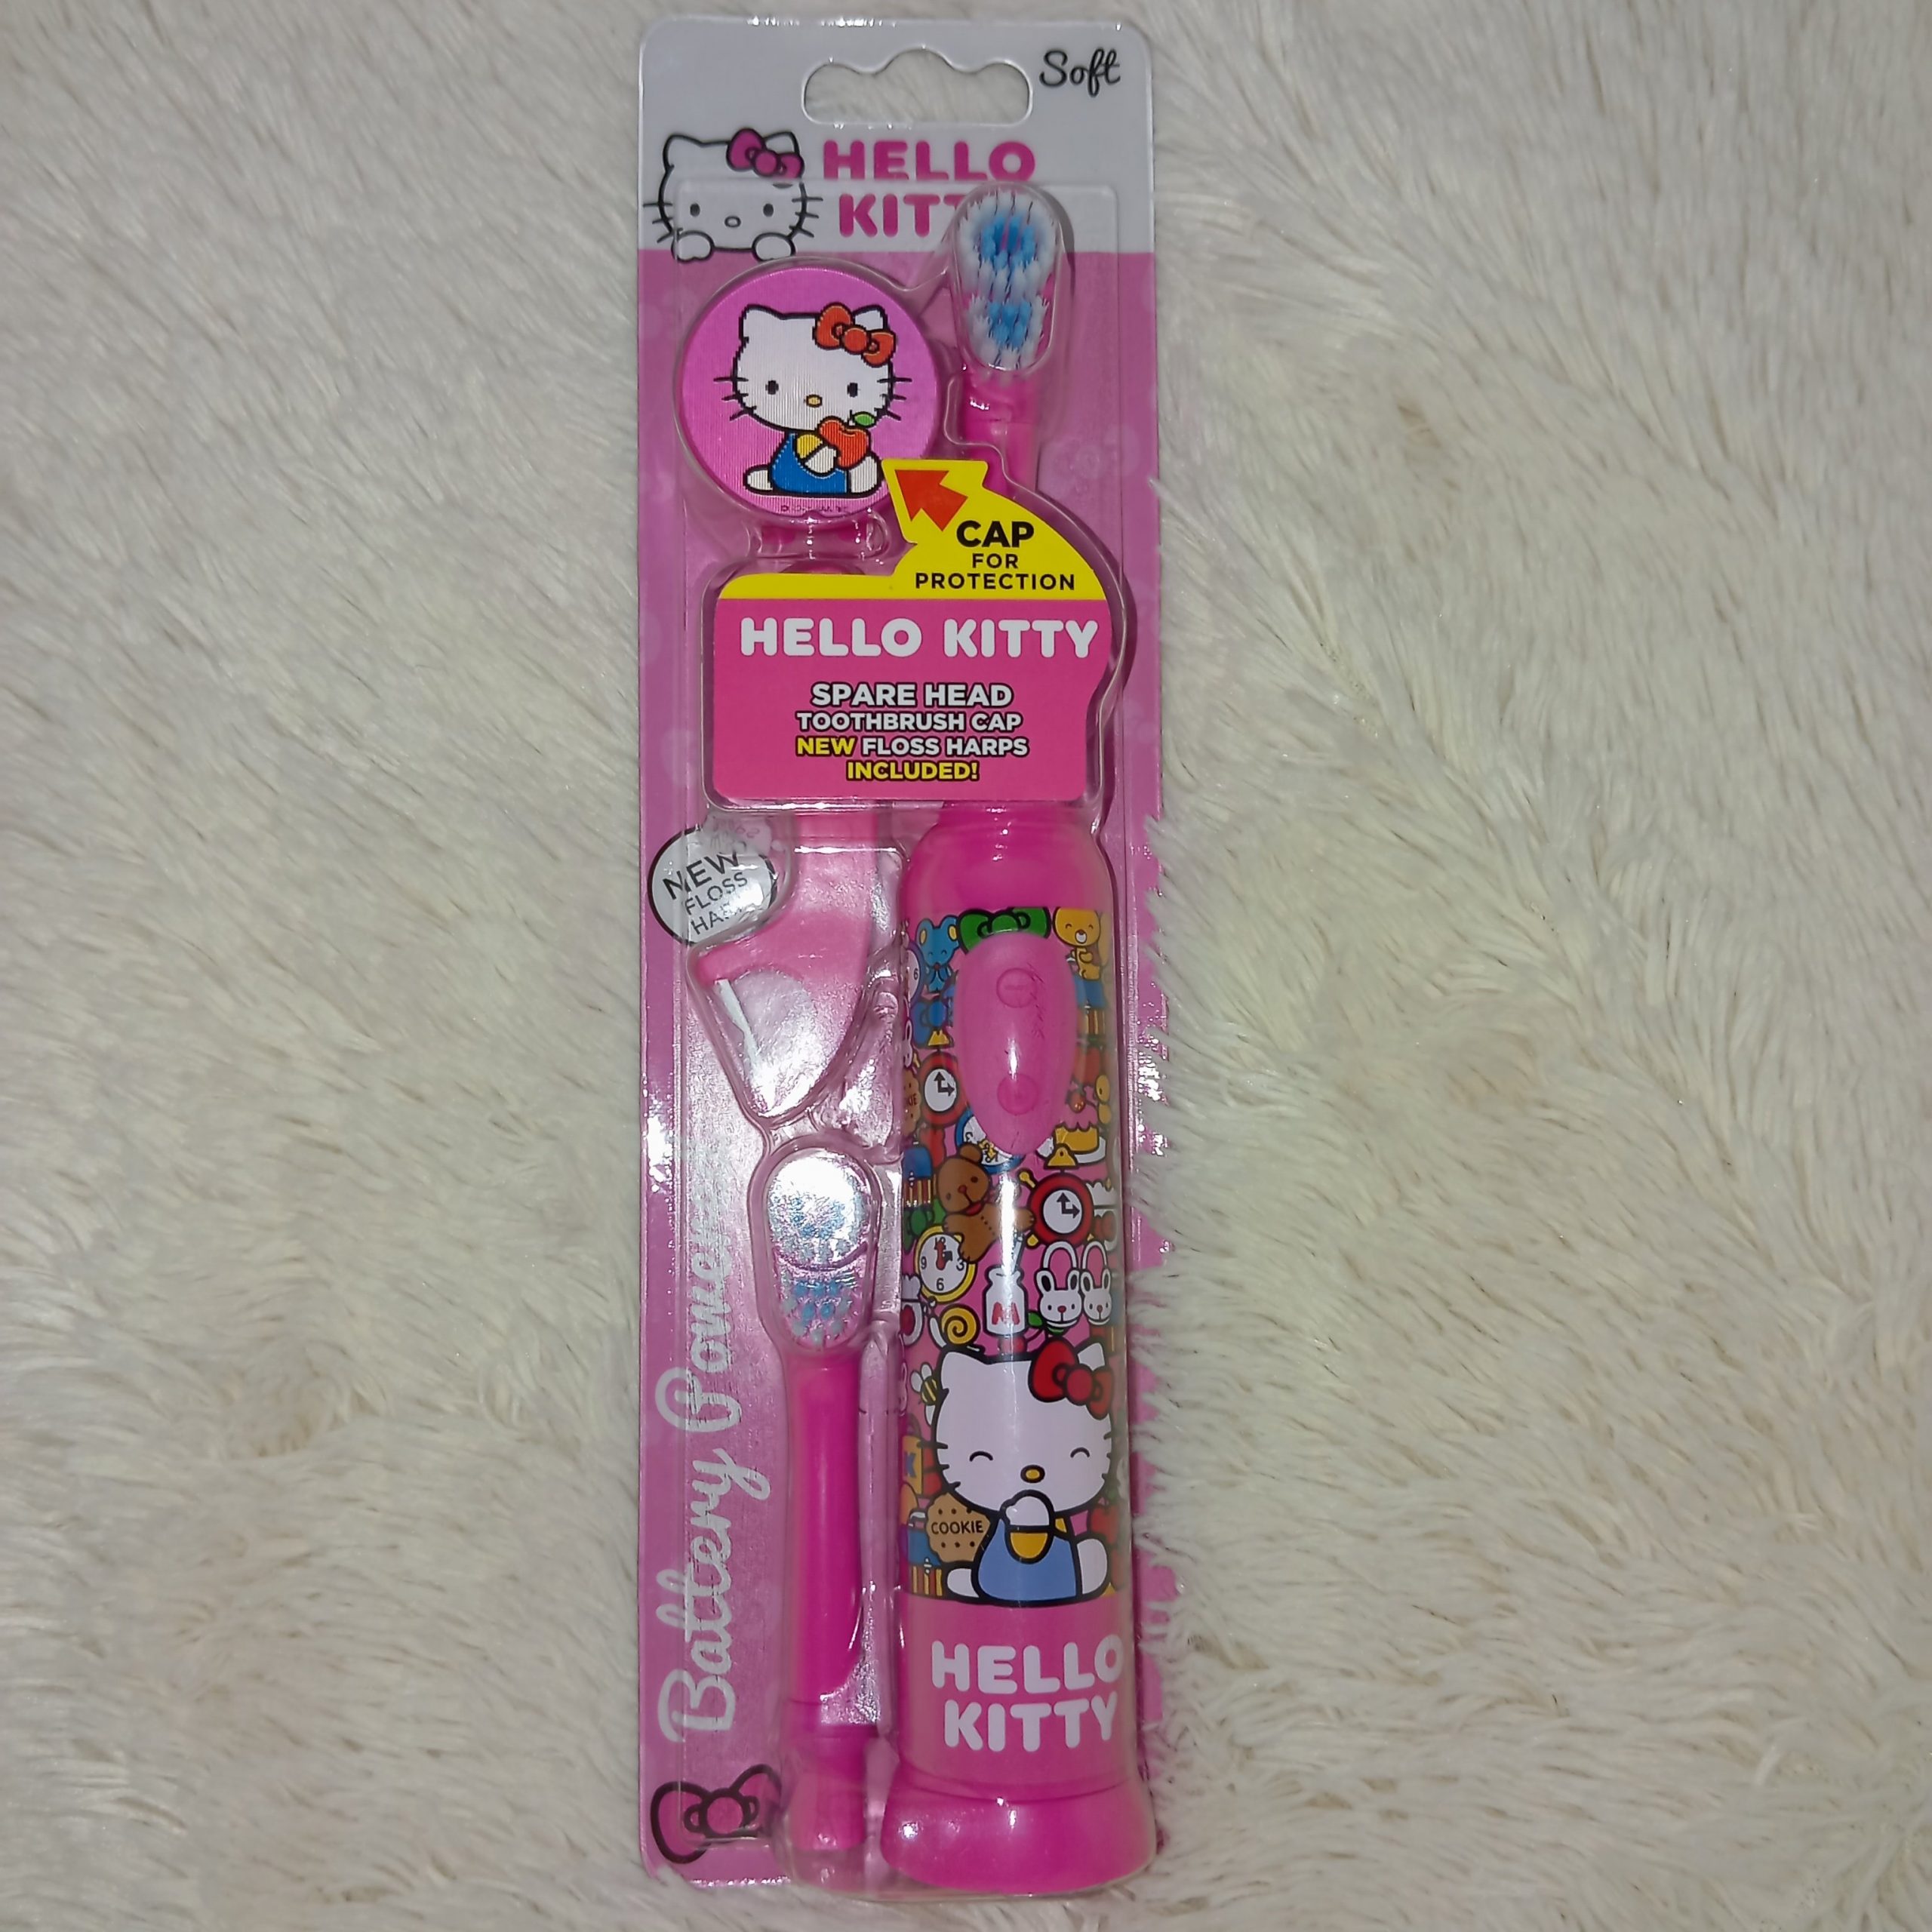 Soft
HELLO
KITT
CAP
FOR
PROTECTION
HELLO KITTY
SPARE HEAD
TOOTHBRUSH CAP
NEW FLOSS HARPS
INCLUDED!
NEW
FLOSS
Battery Power
COOKIE
HELLO
KITTY